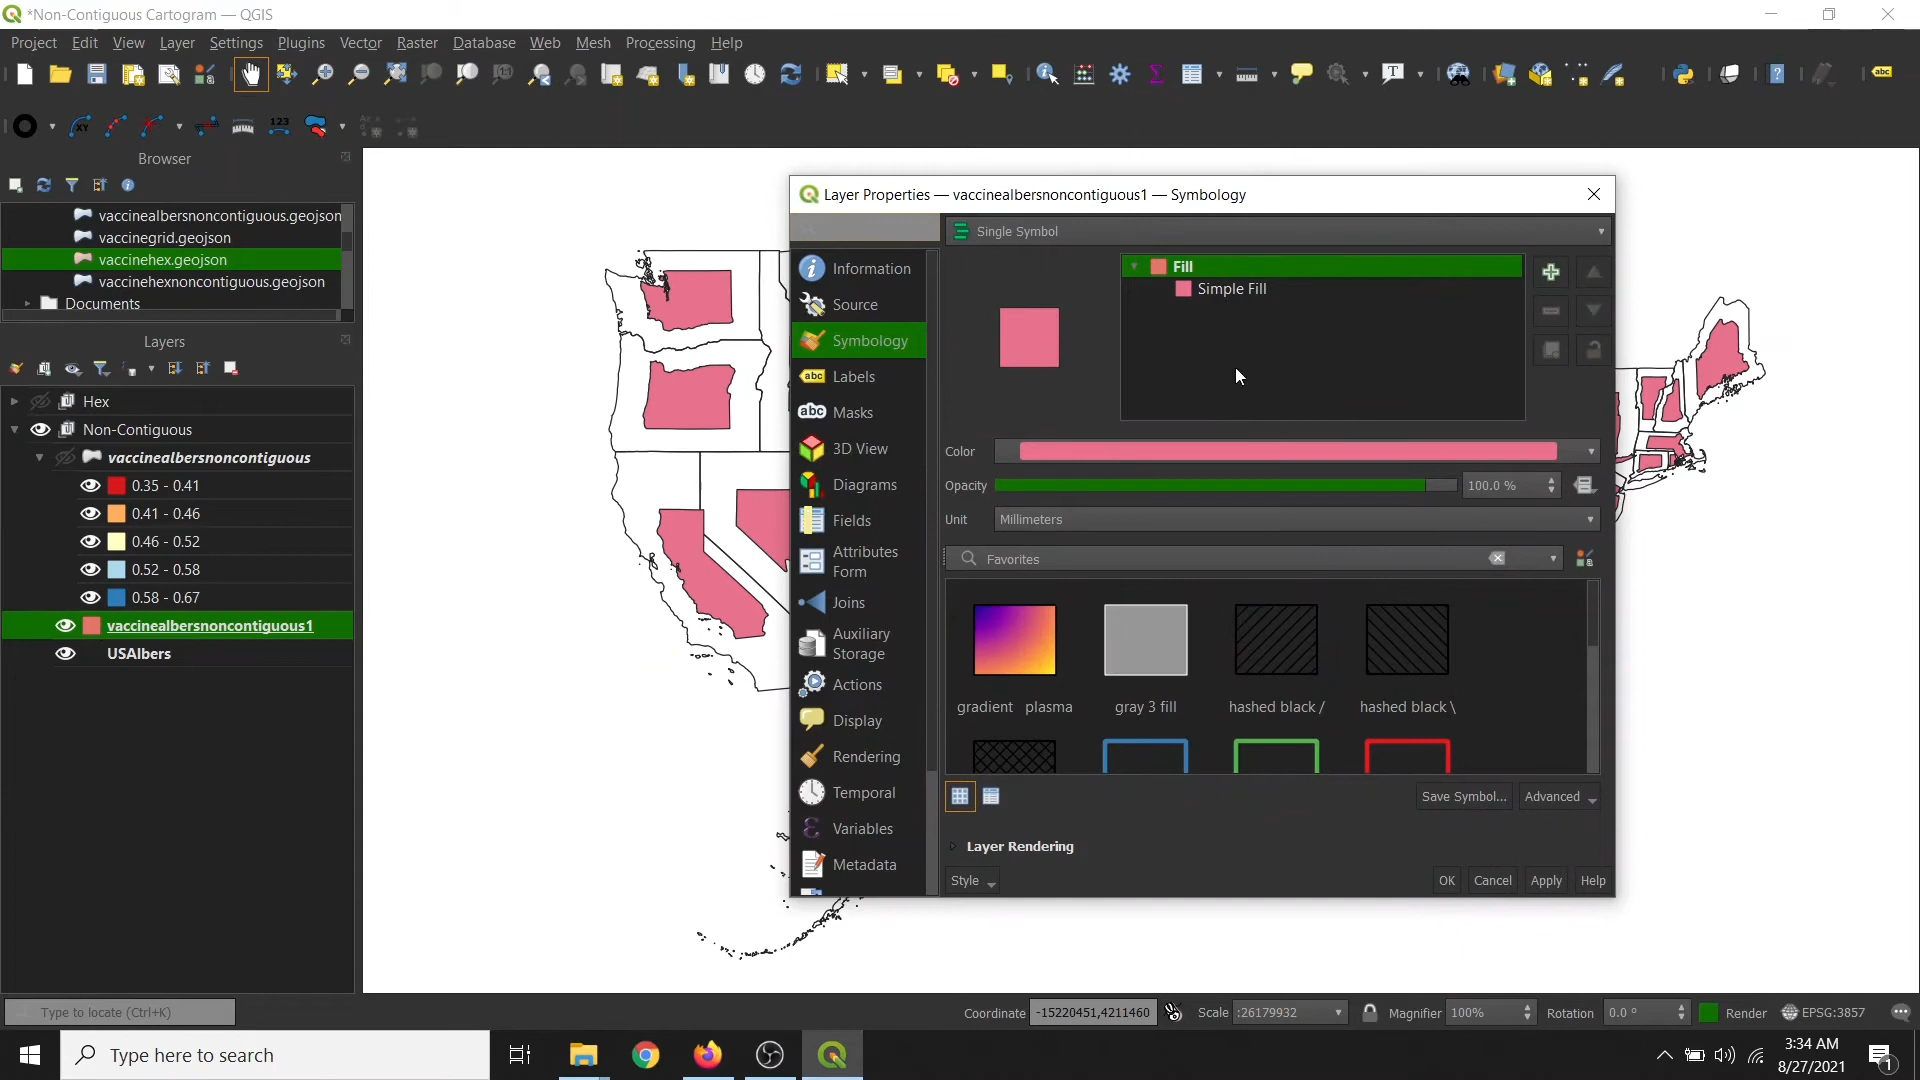 *Non-Contiguous Cartogram — QGIS
Project Edit View Layer Settings Plugins Vector Raster Database Web Mesh Processing Help
abc
XY 123
Browser
vaccinealbersnoncontiguous.geojson
vaccinegrid.geojson
vaccinehex.geojson
vaccinehexnoncontiguous.geojson
Documents
Layers
Hex
Non-Contiguous
vaccinealbersnoncontiguous
0.35 - 0.41
0.41 - 0.46
0.46 - 0.52
0.52 - 0.58
0.58 - 0.67
vaccinealbersnoncontiguous1
USAlbers
Layer Properties — vaccinealbersnoncontiguous1 — Symbology
Information
Source
Symbology
abc Labels
abc Masks
3D View
Diagrams
Fields
Attributes
Form
Joins
Auxiliary
Storage
Actions
Display
Rendering
Temporal
Variables
Metadata
Single Symbol
Fill
Simple Fill
Color
Opacity 100.0 %
Unit Millimeters
Favorites
gradient plasma gray 3 fill hashed black / hashed black \
Save Symbol... Advanced
Layer Rendering
Style OK Cancel Apply Help
Type to locate (Ctrl+K) Coordinate -15220451,4211460 Scale :26179932 Magnifier 100% Rotation 0.0 ° Render EPSG:3857
Type here to search
3:34 AM
8/27/2021
1